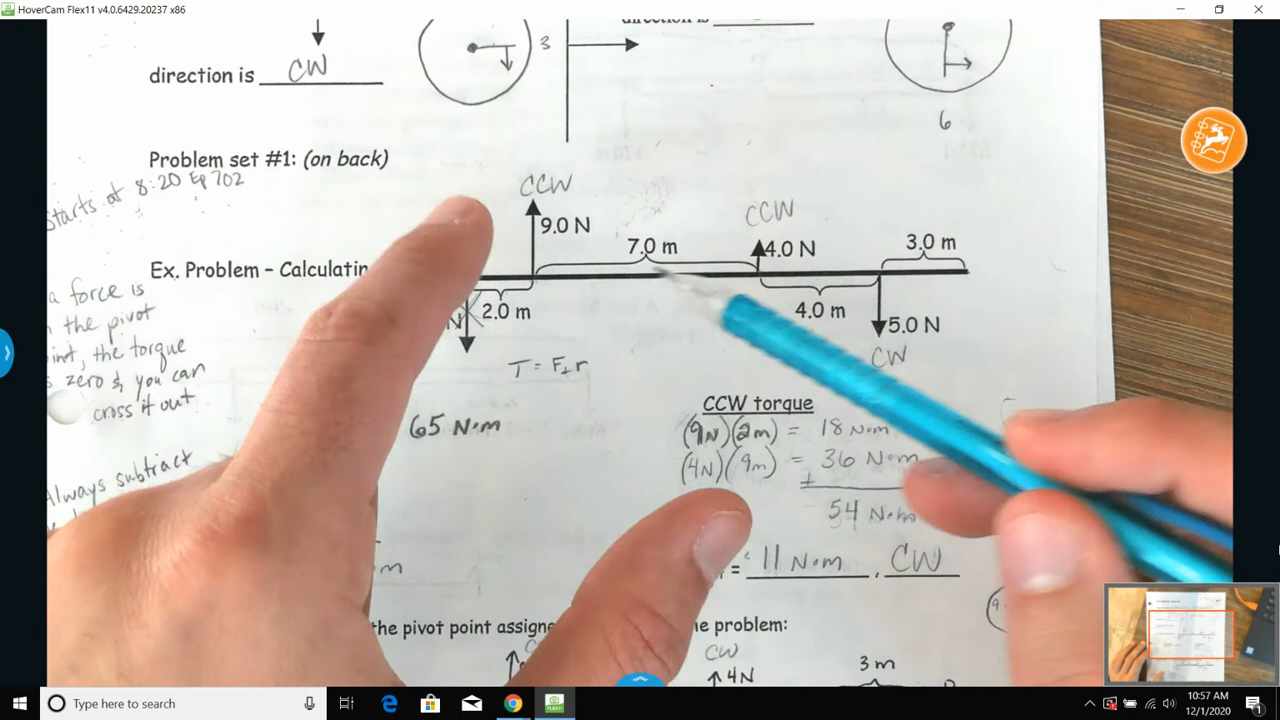 HoverCam Flex11 v4.0.6429.20237 x86
direction is CW
3
6
Problem set #1: (on back)
Starts at 8:20 Ep 702
CCW
9.0 N
7.0 m
CCW
4.0 N
3.0 m
Ex. Problem – Calculatin
2.0 m
4.0 m
5.0 N
CW
N
a force is
the pivot
the torque
zero & you can
cross it out
T = F⊥r
65 N·m
CCW torque
(9N)(2m) = 18 N·m
(4N)(9m) = 36 N·m
+
54 N·m
Always subtract
= 11 N·m, CW
m
the pivot point assigne
e problem:
CW
4N
3 m
Type here to search
10:57 AM
12/1/2020